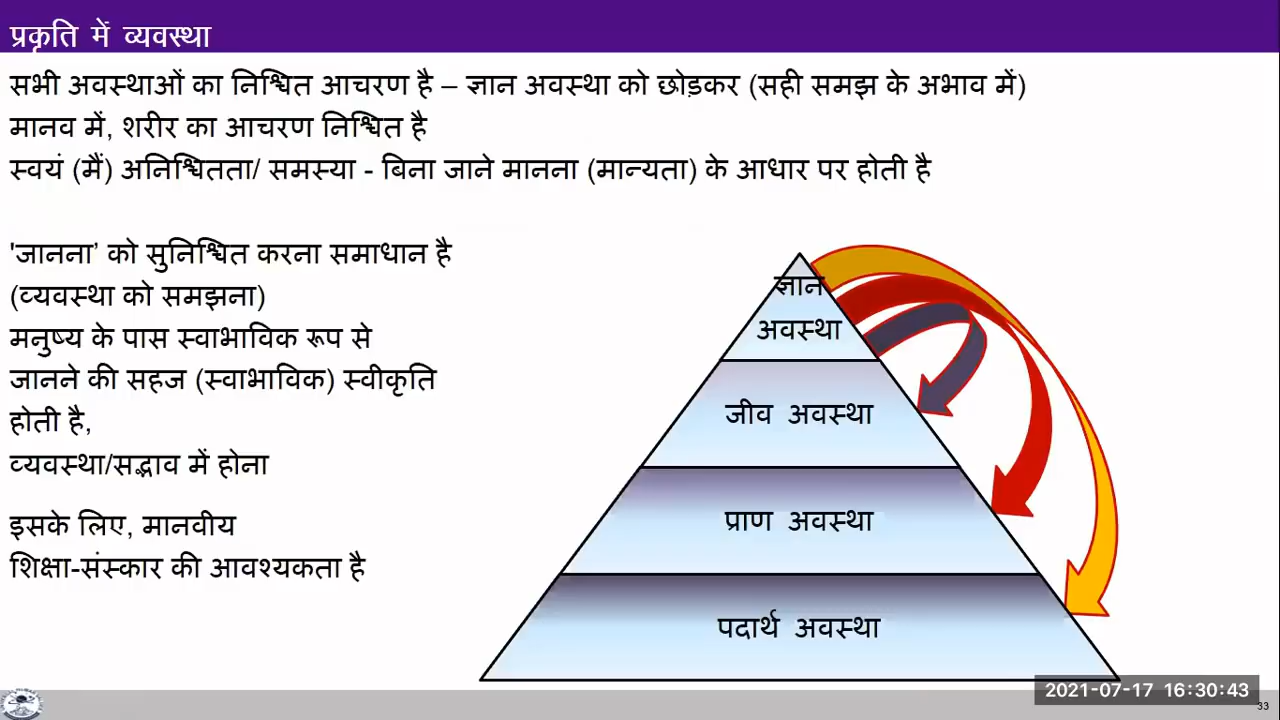 प्रकृति में व्यवस्था
सभी अवस्थाओं का निश्चित आचरण है – ज्ञान अवस्था को छोड़कर (सही समझ के अभाव में)
मानव में, शरीर का आचरण निश्चित है
स्वयं (मैं) अनिश्चितता/ समस्या - बिना जाने मानना (मान्यता) के आधार पर होती है
'जानना’ को सुनिश्चित करना समाधान है
(व्यवस्था को समझना)
मनुष्य के पास स्वाभाविक रूप से
जानने की सहज (स्वाभाविक) स्वीकृति
होती है,
व्यवस्था/सद्भाव में होना
इसके लिए, मानवीय
शिक्षा-संस्कार की आवश्यकता है
ज्ञान
अवस्था
जीव अवस्था
प्राण अवस्था
पदार्थ अवस्था
2021-07-17 16:30:43
33